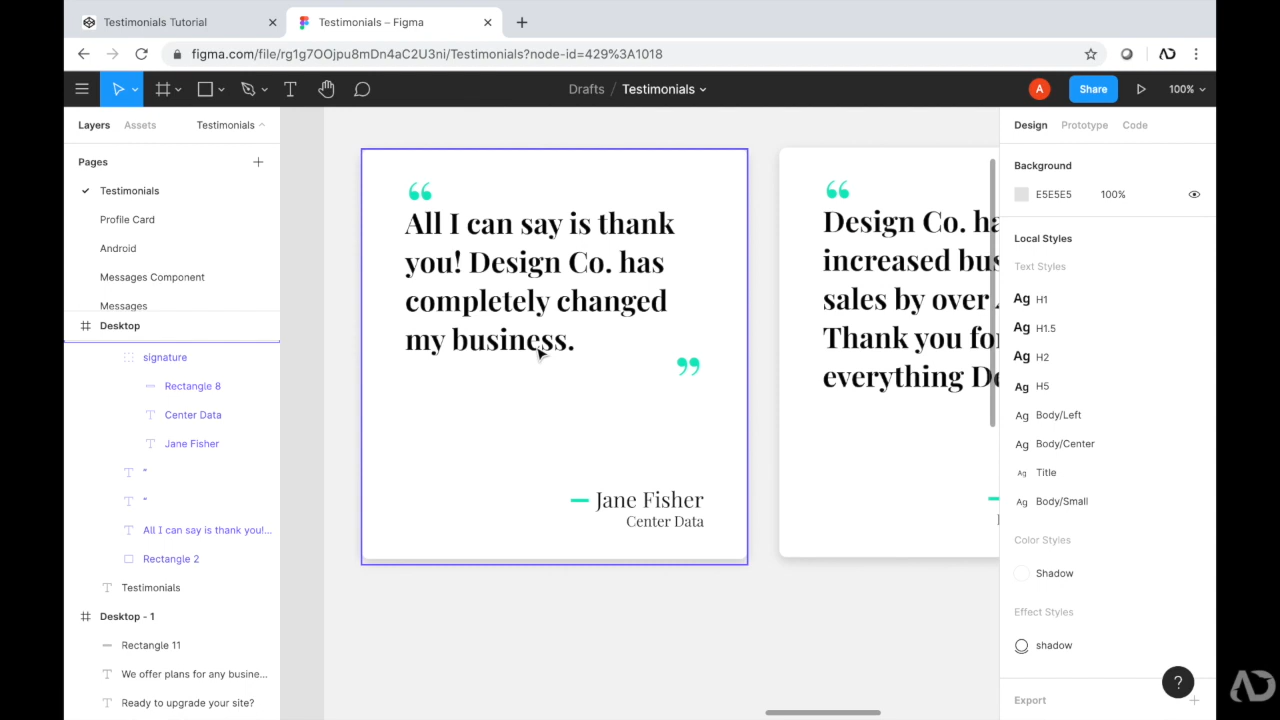 Testimonials Tutorial
Testimonials – Figma
figma.com/file/rg1g7OOjpu8mDn4aC2U3ni/Testimonials?node-id=429%3A1018
Drafts / Testimonials
A
Share
100%
Layers
Assets
Testimonials
Pages
Testimonials
Profile Card
Android
Messages Component
Messages
Desktop
signature
Rectangle 8
Center Data
Jane Fisher
“
“
All I can say is thank you!...
Rectangle 2
Testimonials
Desktop - 1
Rectangle 11
We offer plans for any busine...
Ready to upgrade your site?
“
All I can say is thank
you! Design Co. has
completely changed
my business.
”
Jane Fisher
Center Data
“
Design Co. ha
increased bus
sales by over
Thank you for
everything De
Design
Prototype
Code
Background
E5E5E5 100%
Local Styles
Text Styles
Ag H1
Ag H1.5
Ag H2
Ag H5
Ag Body/Left
Ag Body/Center
Ag Title
Ag Body/Small
Color Styles
Shadow
Effect Styles
shadow
Export
?